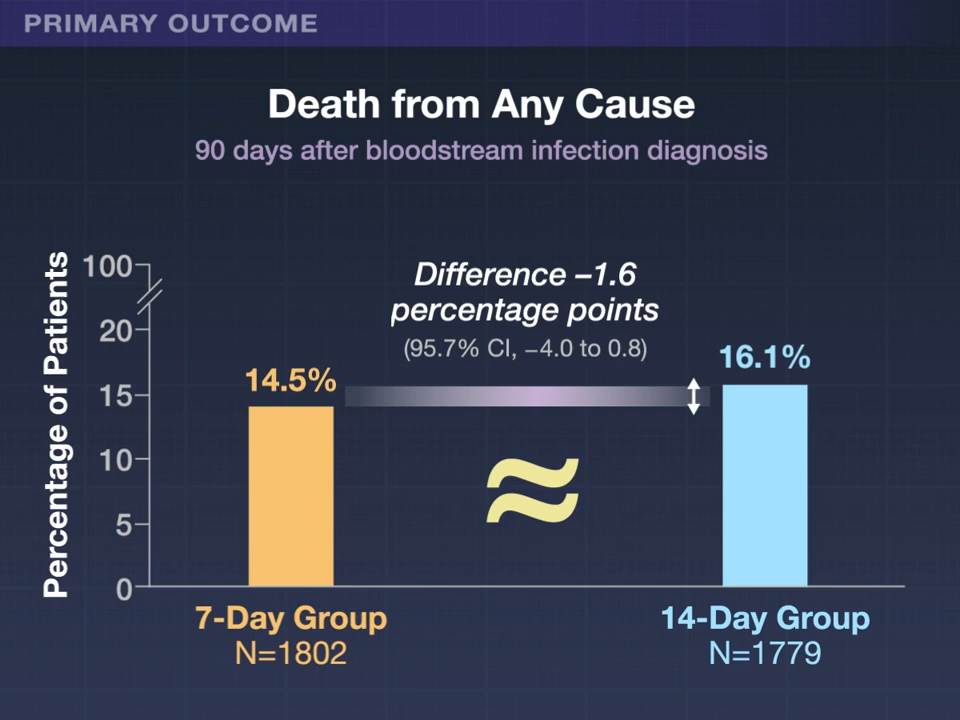 PRIMARY OUTCOME
Death from Any Cause
90 days after bloodstream infection diagnosis
Percentage of Patients
100
20
15
10
5
0
Difference –1.6
percentage points
(95.7% CI, –4.0 to 0.8)
14.5%
16.1%
≈
7-Day Group
N=1802
14-Day Group
N=1779